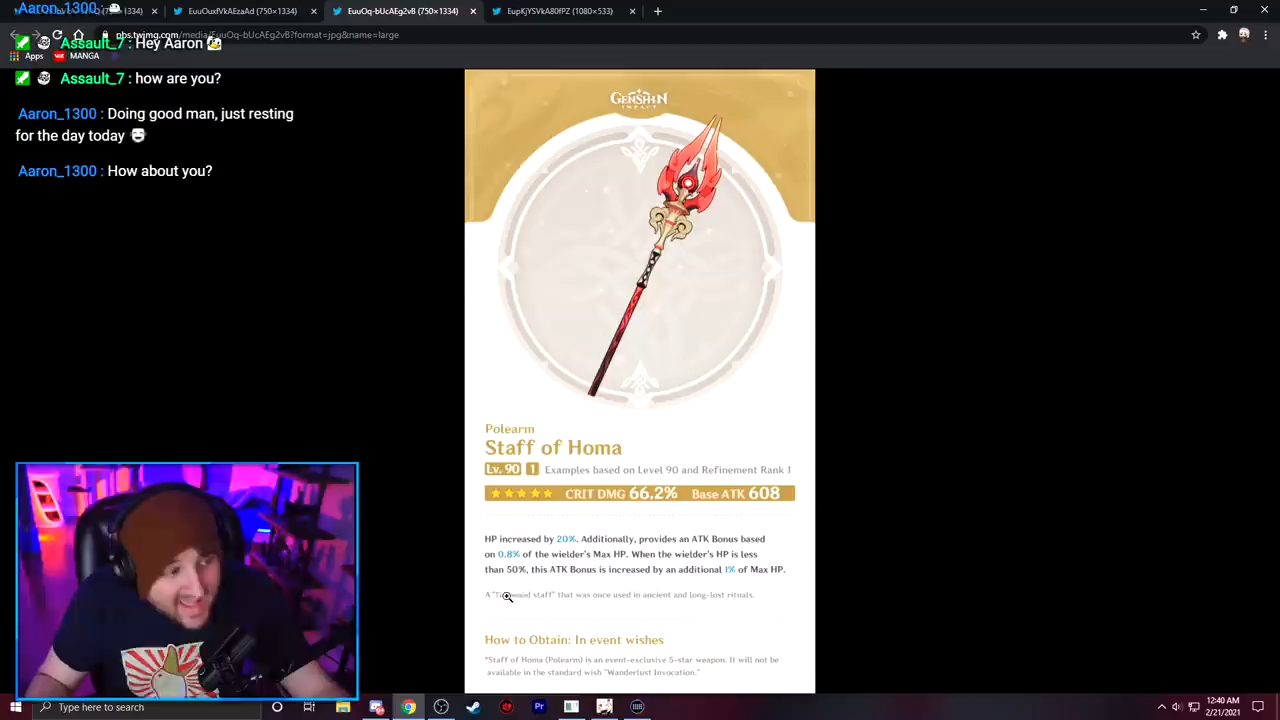 Aaron_1300 :
EuuOuxfVkAEzaAd (750×1334)
EuuOq-bUcAEg2vB (750×1334)
EupKjYSVkA80fPZ (1080×533)
pbs.twimg.com/media/EuuOq-bUcAEg2vB?format=jpg&name=large
Assault_7 : Hey Aaron
Apps
MANGA
Assault_7 : how are you?
Aaron_1300 : Doing good man, just resting
for the day today
Aaron_1300 : How about you?
GENSHIN
IMPACT
Polearm
Staff of Homa
Lv. 90 1 Examples based on Level 90 and Refinement Rank 1
CRIT DMG 66.2% Base ATK 608
HP increased by 20%. Additionally, provides an ATK Bonus based
on 0.8% of the wielder's Max HP. When the wielder's HP is less
than 50%, this ATK Bonus is increased by an additional 1% of Max HP.
A staff" that was once used in ancient and long-lost rituals.
How to Obtain: In event wishes
*Staff of Homa (Polearm) is an event-exclusive 5-star weapon. It will not be
available in the standard wish "Wanderlust Invocation."
Type here to search
12:40 AM
2/21/2021